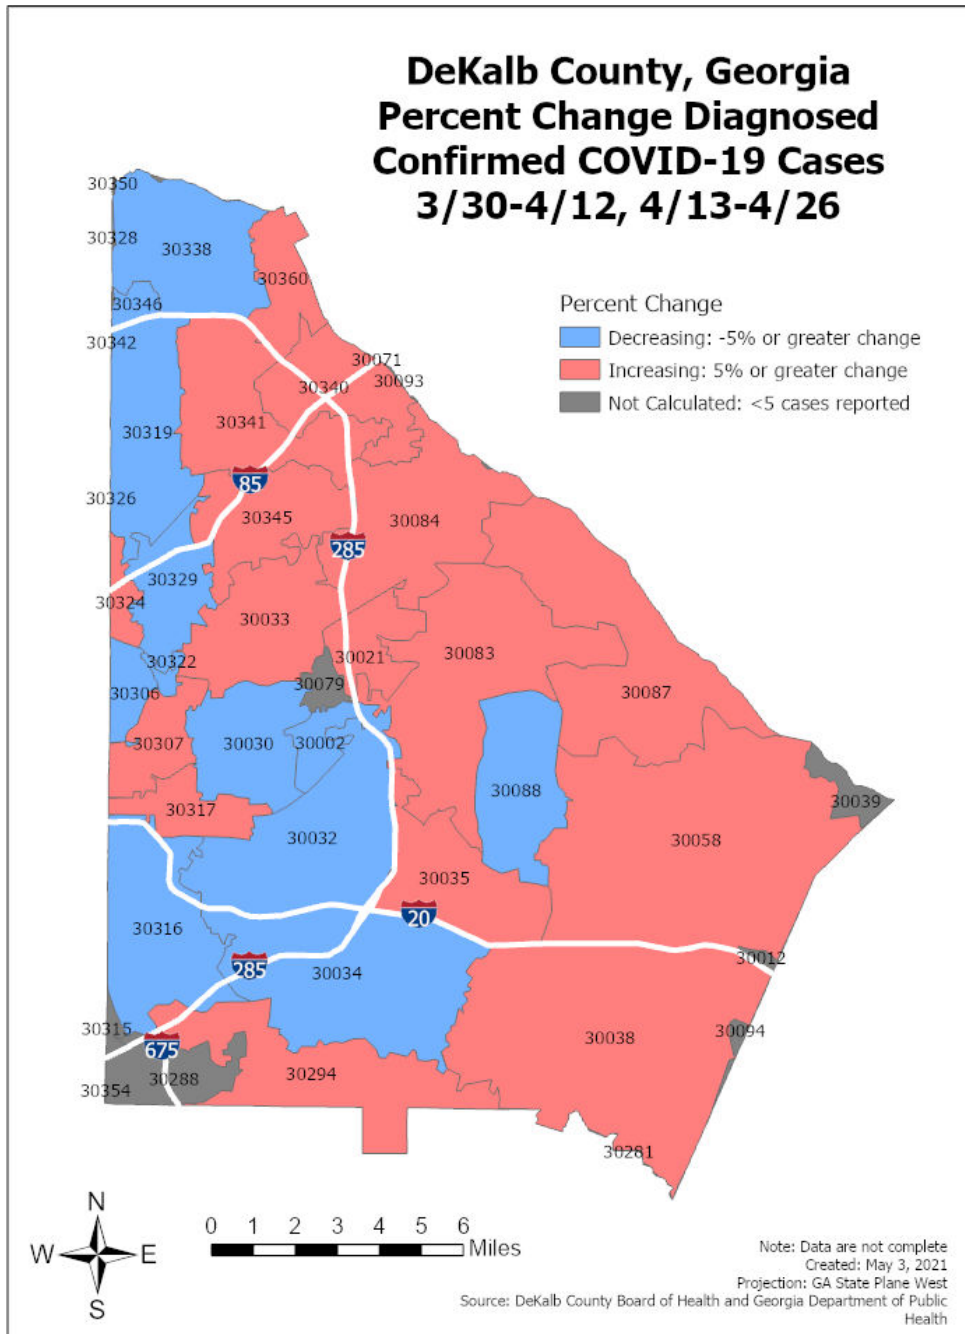 DeKalb County, Georgia
Percent Change Diagnosed
Confirmed COVID-19 Cases
3/30-4/12, 4/13-4/26
30350
30328
30338
30360
30346
30342
Percent Change
Decreasing: -5% or greater change
Increasing: 5% or greater change
Not Calculated: <5 cases reported
30071
30340
30093
30341
30319
85
30326
30345
30084
285
30329
30324
30033
30322
30021
30083
30079
30306
30087
30307
30030
30002
30088
30039
30317
30032
30058
30035
20
30316
30012
285
30034
30315
30094
30038
675
30288
30294
30354
30281
N
W
E
S
0 1 2 3 4 5 6
Miles
Note: Data are not complete
Created: May 3, 2021
Projection: GA State Plane West
Source: DeKalb County Board of Health and Georgia Department of Public
Health